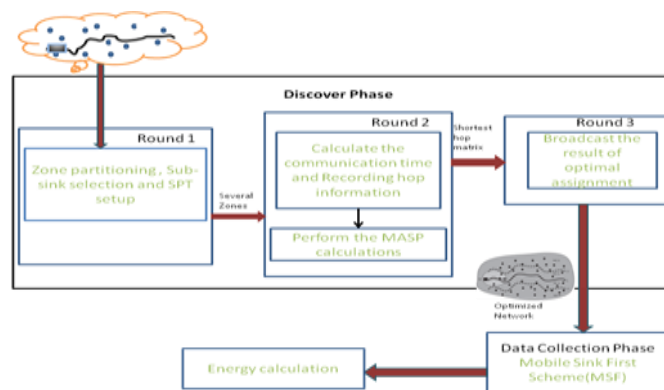 Discover Phase
Round 1
Zone partitioning , Sub-
sink selection and SPT
setup
Several
Zones
Round 2
Calculate the
communication time
and Recording hop
information
Perform the MASP
calculations
Shortest
hop
matrix
Round 3
Broadcast the
result of
optimal
assignment
Optimized
Network
Data Collection Phase
Mobile Sink First
Scheme(MSF)
Energy calculation